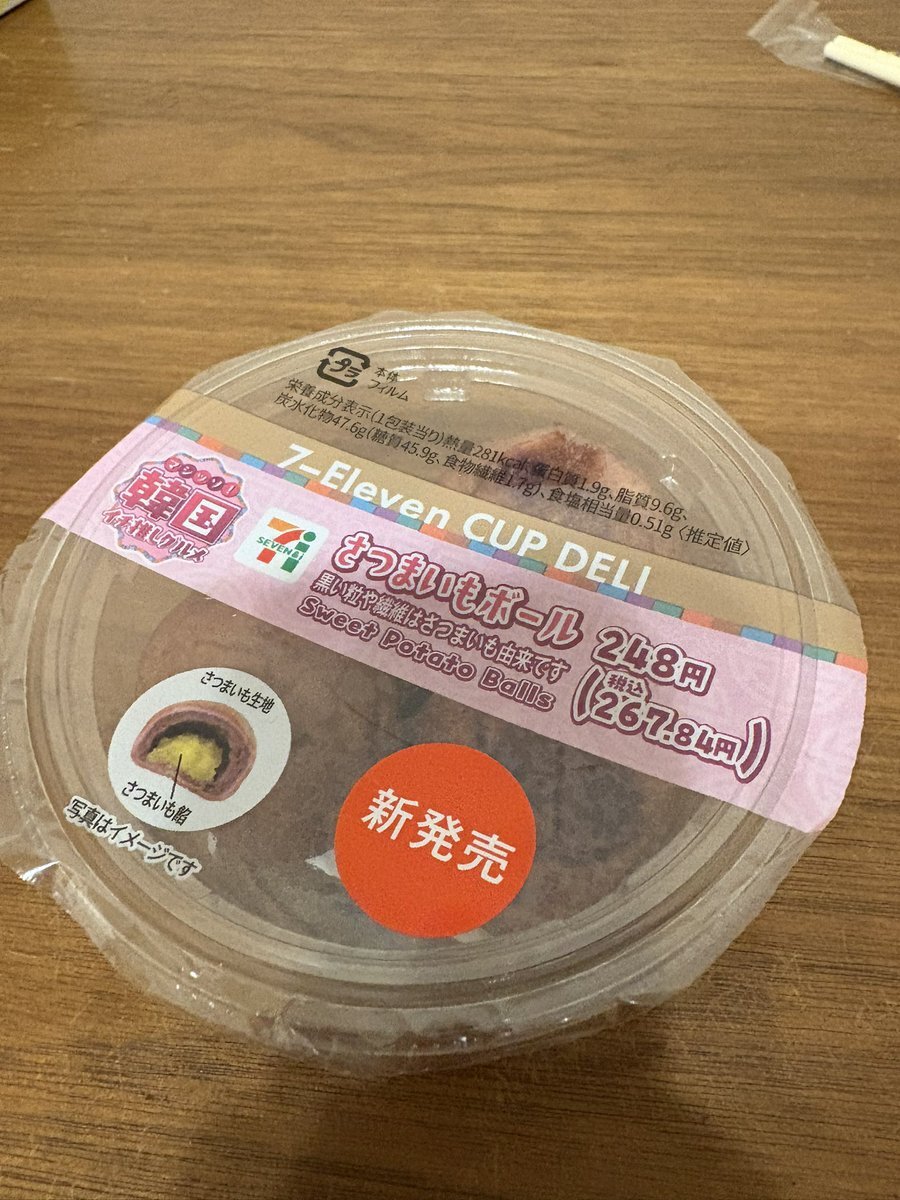 プラ
本体
フィルム
栄養成分表示(1包装当り)熱量281kcal、蛋白質1.9g、脂質9.6g、
炭水化物47.6g(糖質45.9g、食物繊維1.7g)、食塩相当量0.51g〈推定値〉
7-Eleven CUP DELI
マシッソー!
韓国
イチ推しグルメ
SEVEN&i
さつまいもボール
黒い粒や繊維はさつまいも由来です
Sweet Potato Balls
248円
(税込
267.84円)
さつまいも生地
さつまいも餡
写真はイメージです
新発売